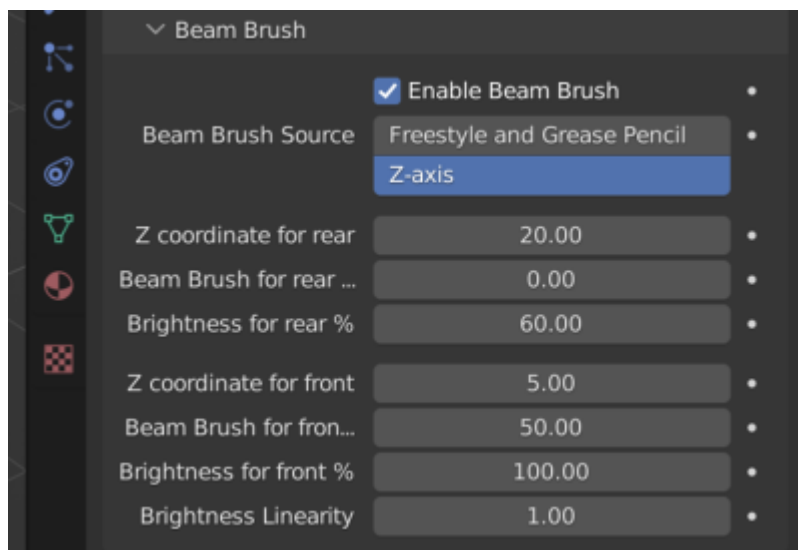 Beam Brush
Enable Beam Brush
Beam Brush Source Freestyle and Grease Pencil
Z-axis
Z coordinate for rear 20.00
Beam Brush for rear ... 0.00
Brightness for rear % 60.00
Z coordinate for front 5.00
Beam Brush for fron... 50.00
Brightness for front % 100.00
Brightness Linearity 1.00